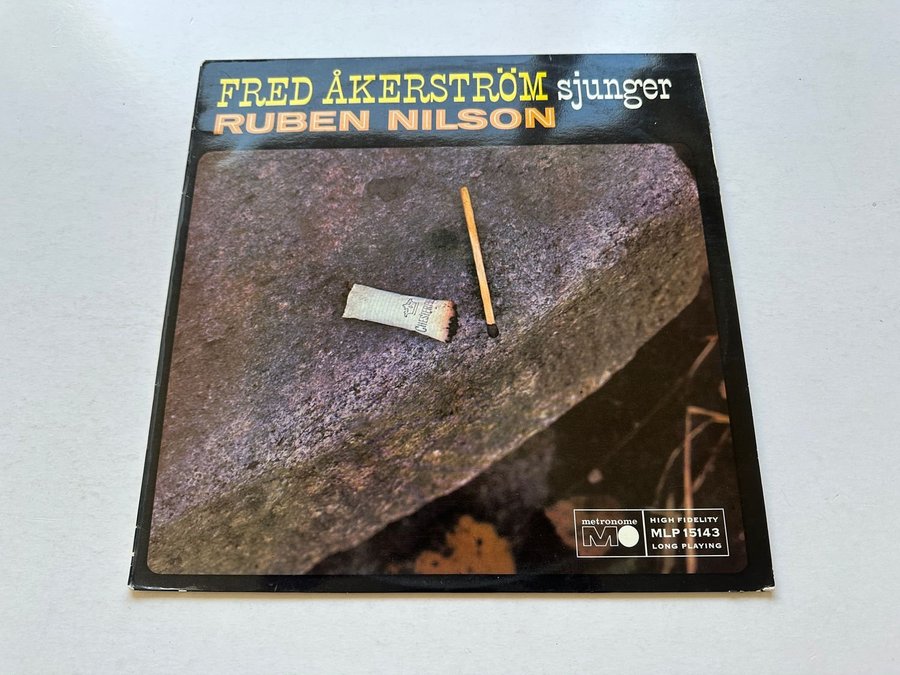 FRED ÅKERSTRÖM sjunger
RUBEN NILSON
metronome
HIGH FIDELITY
MLP 15143
LONG PLAYING